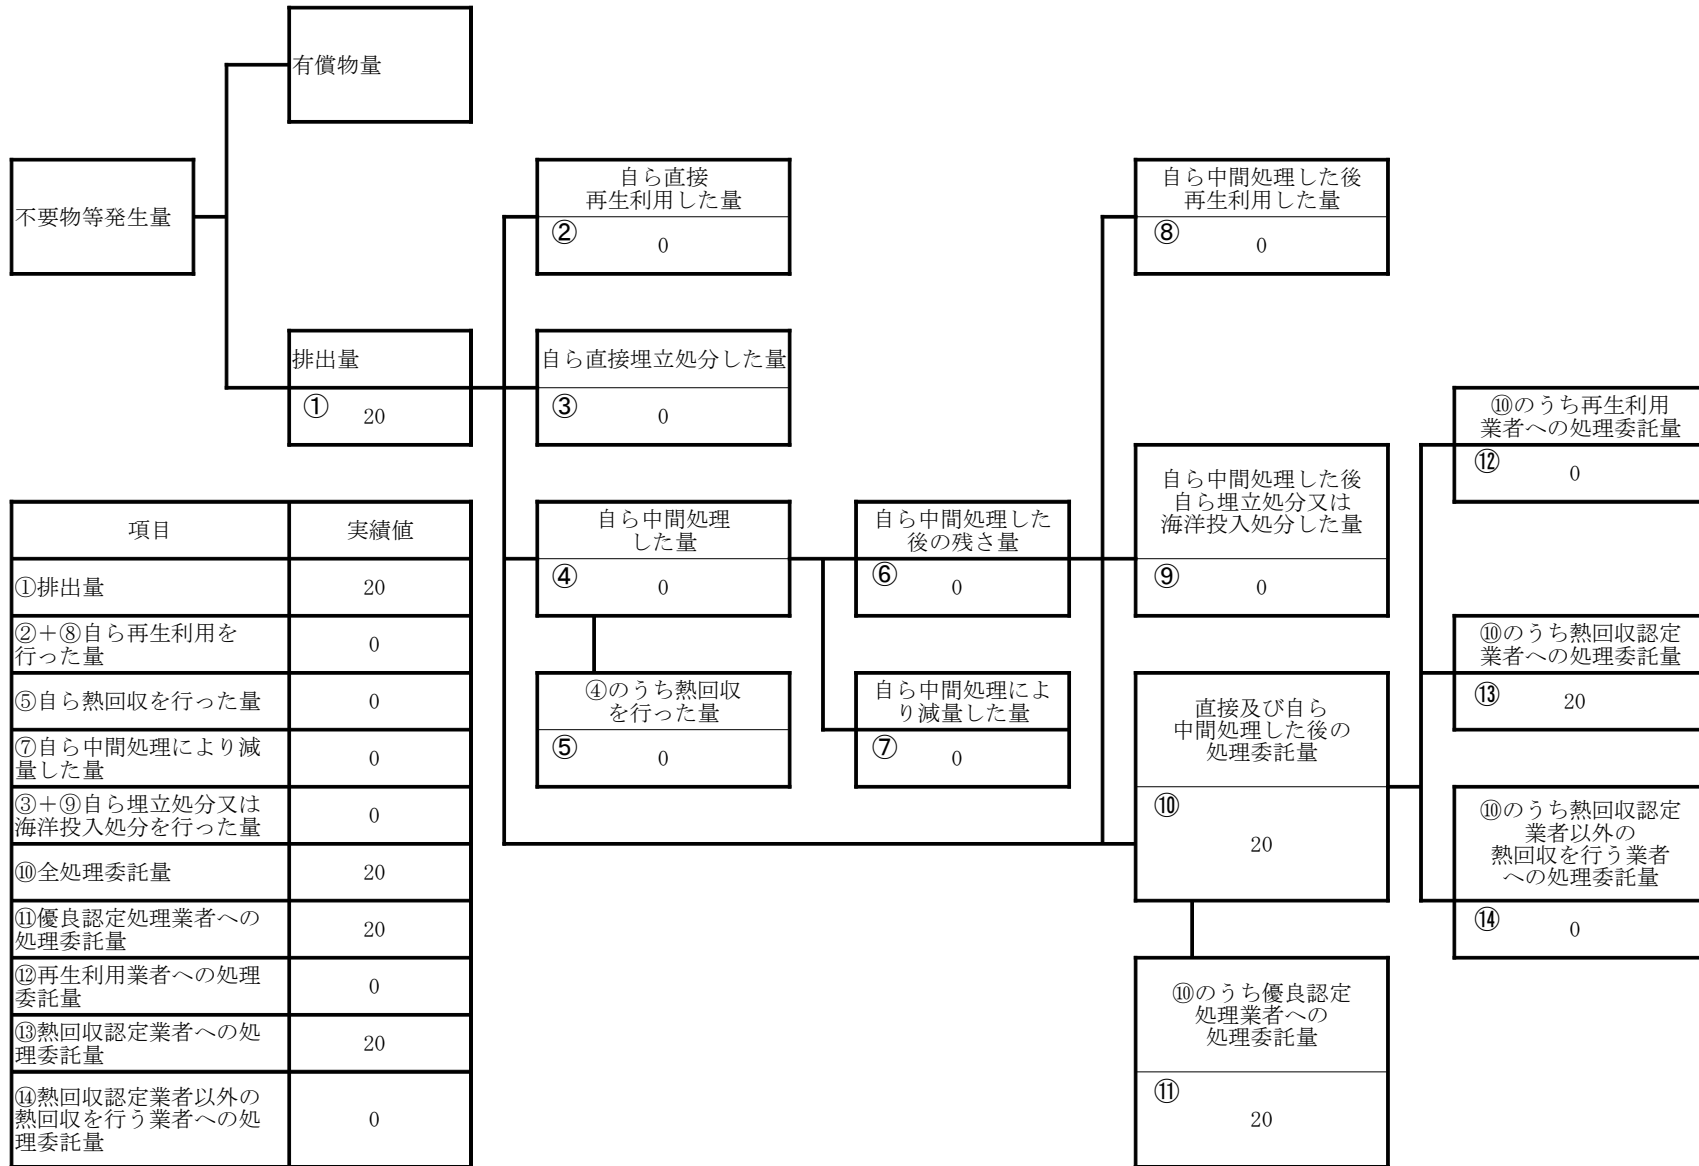 有償物量
不要物等発生量
自ら直接
再生利用した量
②
0
自ら中間処理した後
再生利用した量
⑧
0
排出量
①
20
自ら直接埋立処分した量
③
0
⑩のうち再生利用
業者への処理委託量
⑫
0
自ら中間処理
した量
④
0
自ら中間処理した
後の残さ量
⑥
0
自ら中間処理した後
自ら埋立処分又は
海洋投入処分した量
⑨
0
④のうち熱回収
を行った量
⑤
0
自ら中間処理によ
り減量した量
⑦
0
直接及び自ら
中間処理した後の
処理委託量
⑩
20
⑩のうち熱回収認定
業者への処理委託量
⑬
20
⑩のうち熱回収認定
業者以外の
熱回収を行う業者
への処理委託量
⑭
0
⑩のうち優良認定
処理業者への
処理委託量
⑪
20
項目 実績値
①排出量 20
②＋⑧自ら再生利用を
行った量 0
⑤自ら熱回収を行った量 0
⑦自ら中間処理により減
量した量 0
③＋⑨自ら埋立処分又は
海洋投入処分を行った量 0
⑩全処理委託量 20
⑪優良認定処理業者への
処理委託量 20
⑫再生利用業者への処理
委託量 0
⑬熱回収認定業者への処
理委託量 20
⑭熱回収認定業者以外の
熱回収を行う業者への処
理委託量 0